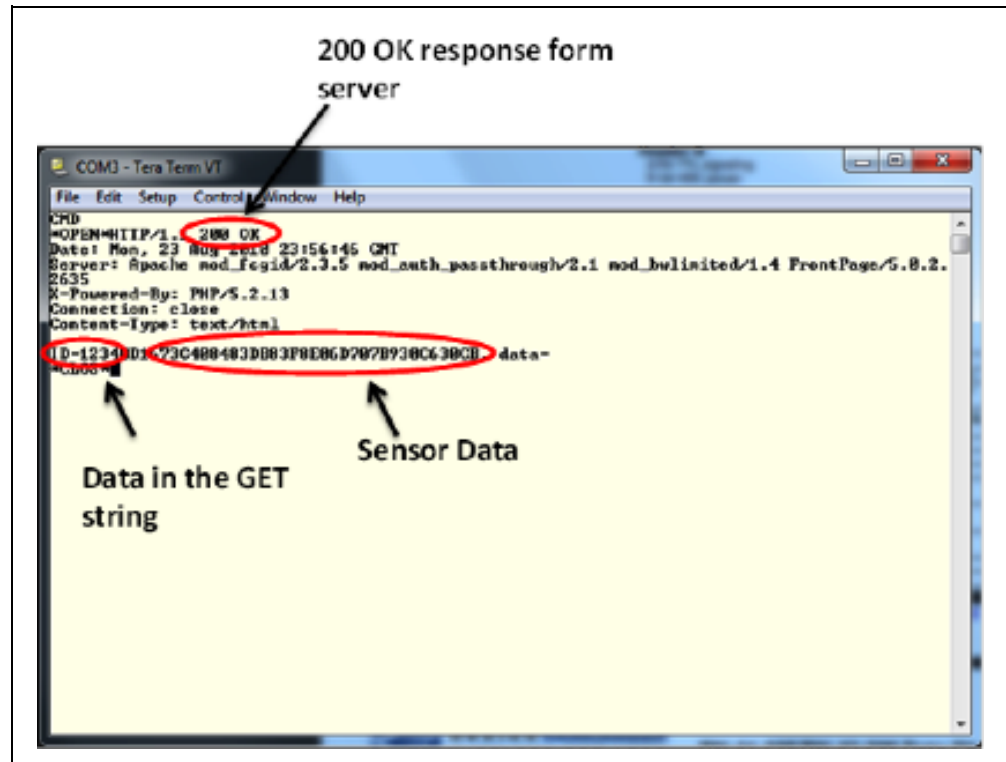 200 OK response form
server
COM3 - Tera Term VT
File Edit Setup Control Window Help
CMD
*OPEN*HTTP/1. 200 OK
Date: Mon, 23 Aug 2010 23:56:45 GMT
Server: Apache mod_fcgid/2.3.5 mod_auth_passthrough/2.1 mod_bwlimited/1.4 FrontPage/5.0.2.
2635
X-Powered-By: PHP/5.2.13
Connection: close
Content-Type: text/html
data=
Data in the GET
string
Sensor Data